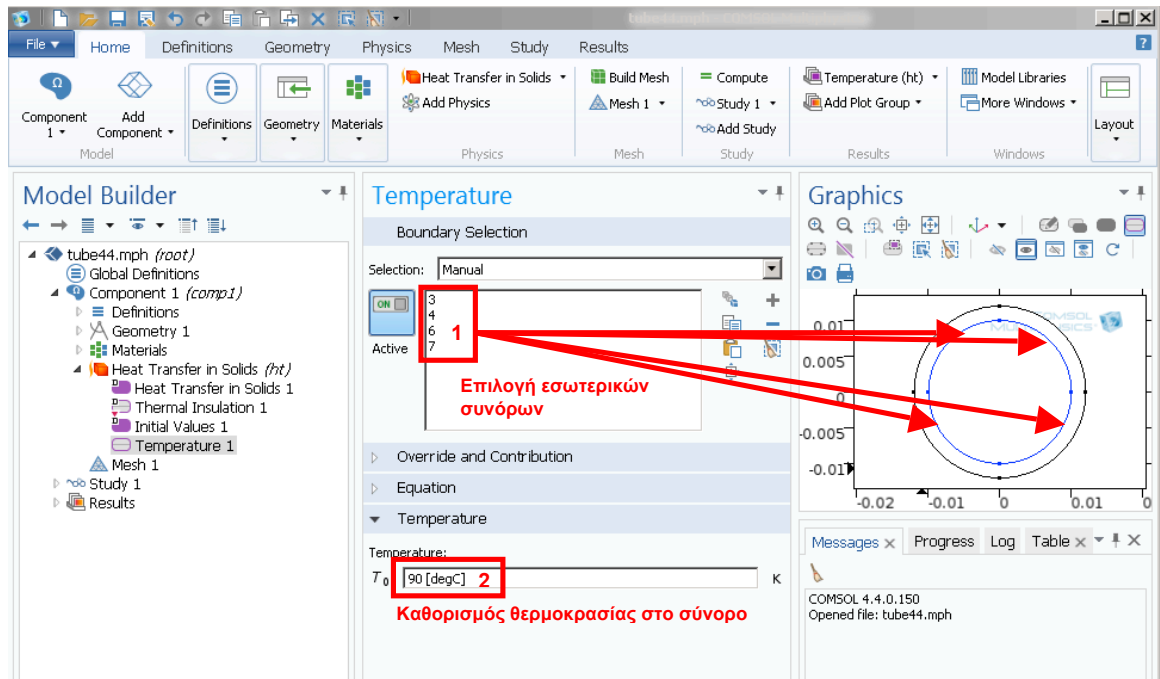 File
Home Definitions Geometry Physics Mesh Study Results
?
Component 1
Add Component
Model
Definitions
Geometry
Materials
Heat Transfer in Solids
Add Physics
Physics
Build Mesh
Mesh 1
Mesh
Compute
Study 1
Add Study
Study
Temperature (ht)
Add Plot Group
Results
Model Libraries
More Windows
Windows
Layout
Model Builder
tube44.mph (root)
Global Definitions
Component 1 (comp1)
Definitions
Geometry 1
Materials
Heat Transfer in Solids (ht)
Heat Transfer in Solids 1
Thermal Insulation 1
Initial Values 1
Temperature 1
Mesh 1
Study 1
Results
Temperature
Boundary Selection
Selection: Manual
ON
Active
3
4
6
7
1
Επιλογή εσωτερικών
συνόρων
Override and Contribution
Equation
Temperature
Temperature:
T0 90 [degC] 2 K
Καθορισμός θερμοκρασίας στο σύνορο
Graphics
COMSOL
0.01
0.005
0
-0.005
-0.01
-0.02 -0.01 0 0.01 0
Messages Progress Log Table
COMSOL 4.4.0.150
Opened file: tube44.mph